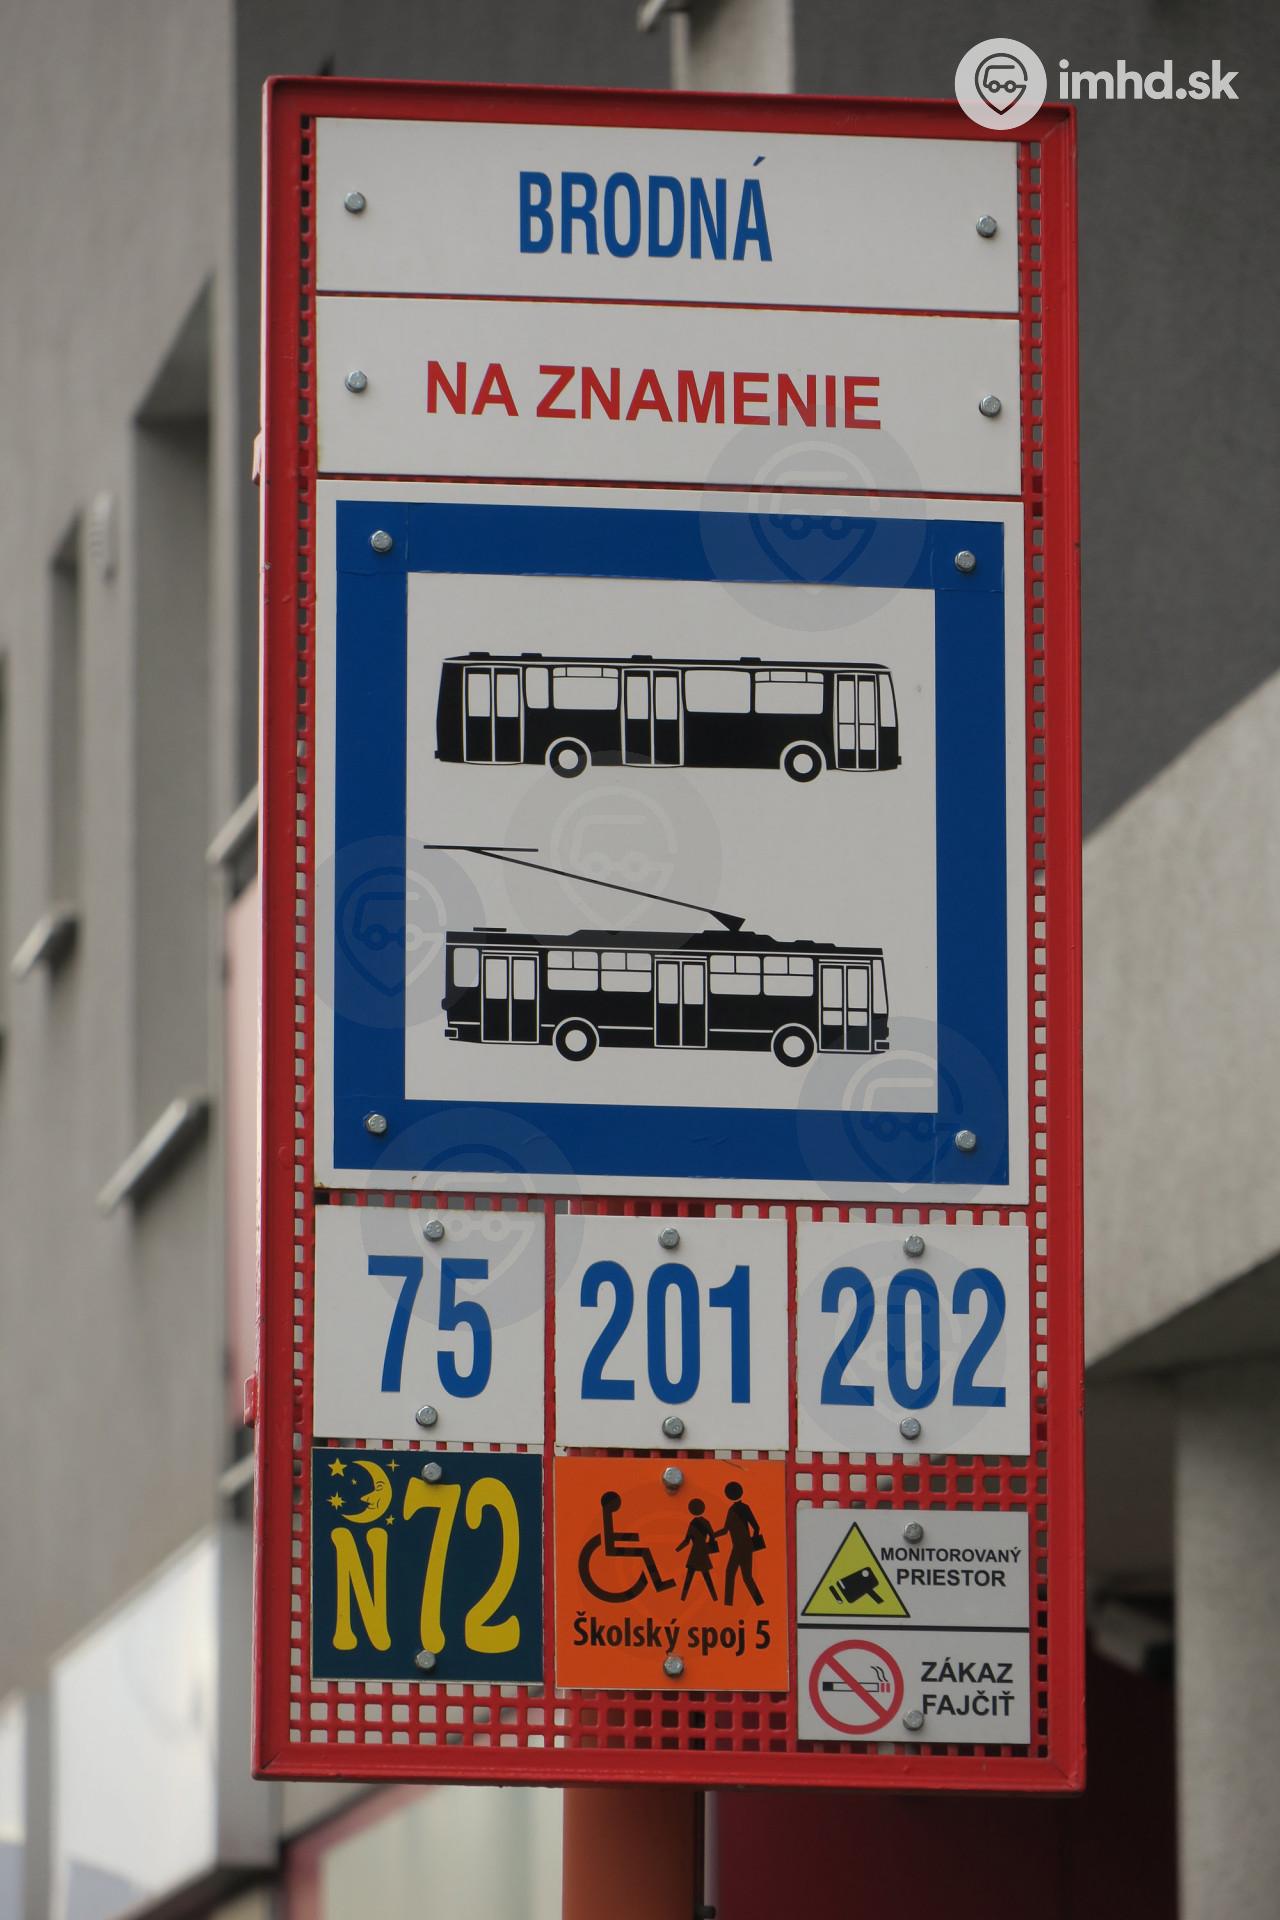 imhd.sk
BRODNÁ
NA ZNAMENIE
75
201
202
N72
Školský spoj 5
MONITOROVANÝ
PRIESTOR
ZÁKAZ
FAJČIŤ